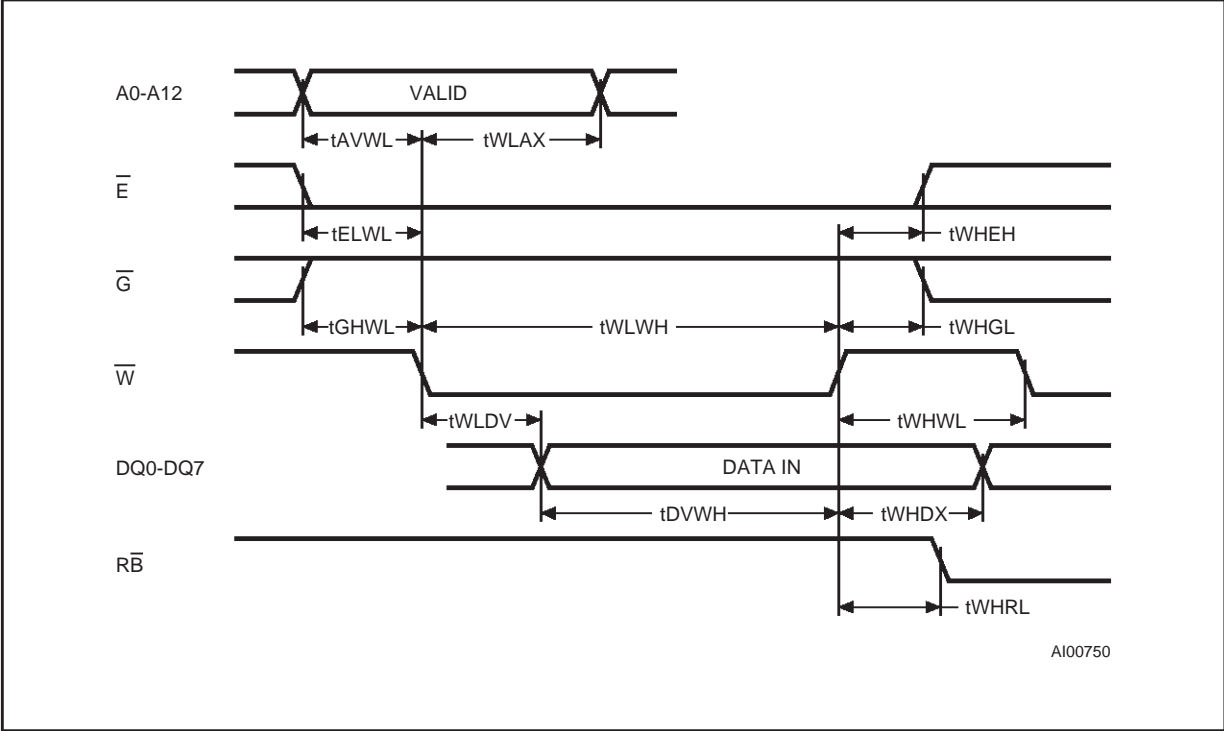 A0-A12
VALID
tAVWL
tWLAX
E̅
tELWL
tWHEH
G̅
tGHWL
tWLWH
tWHGL
W̅
tWLDV
tWHWL
DQ0-DQ7
DATA IN
tDVWH
tWHDX
RB̅
tWHRL
AI00750